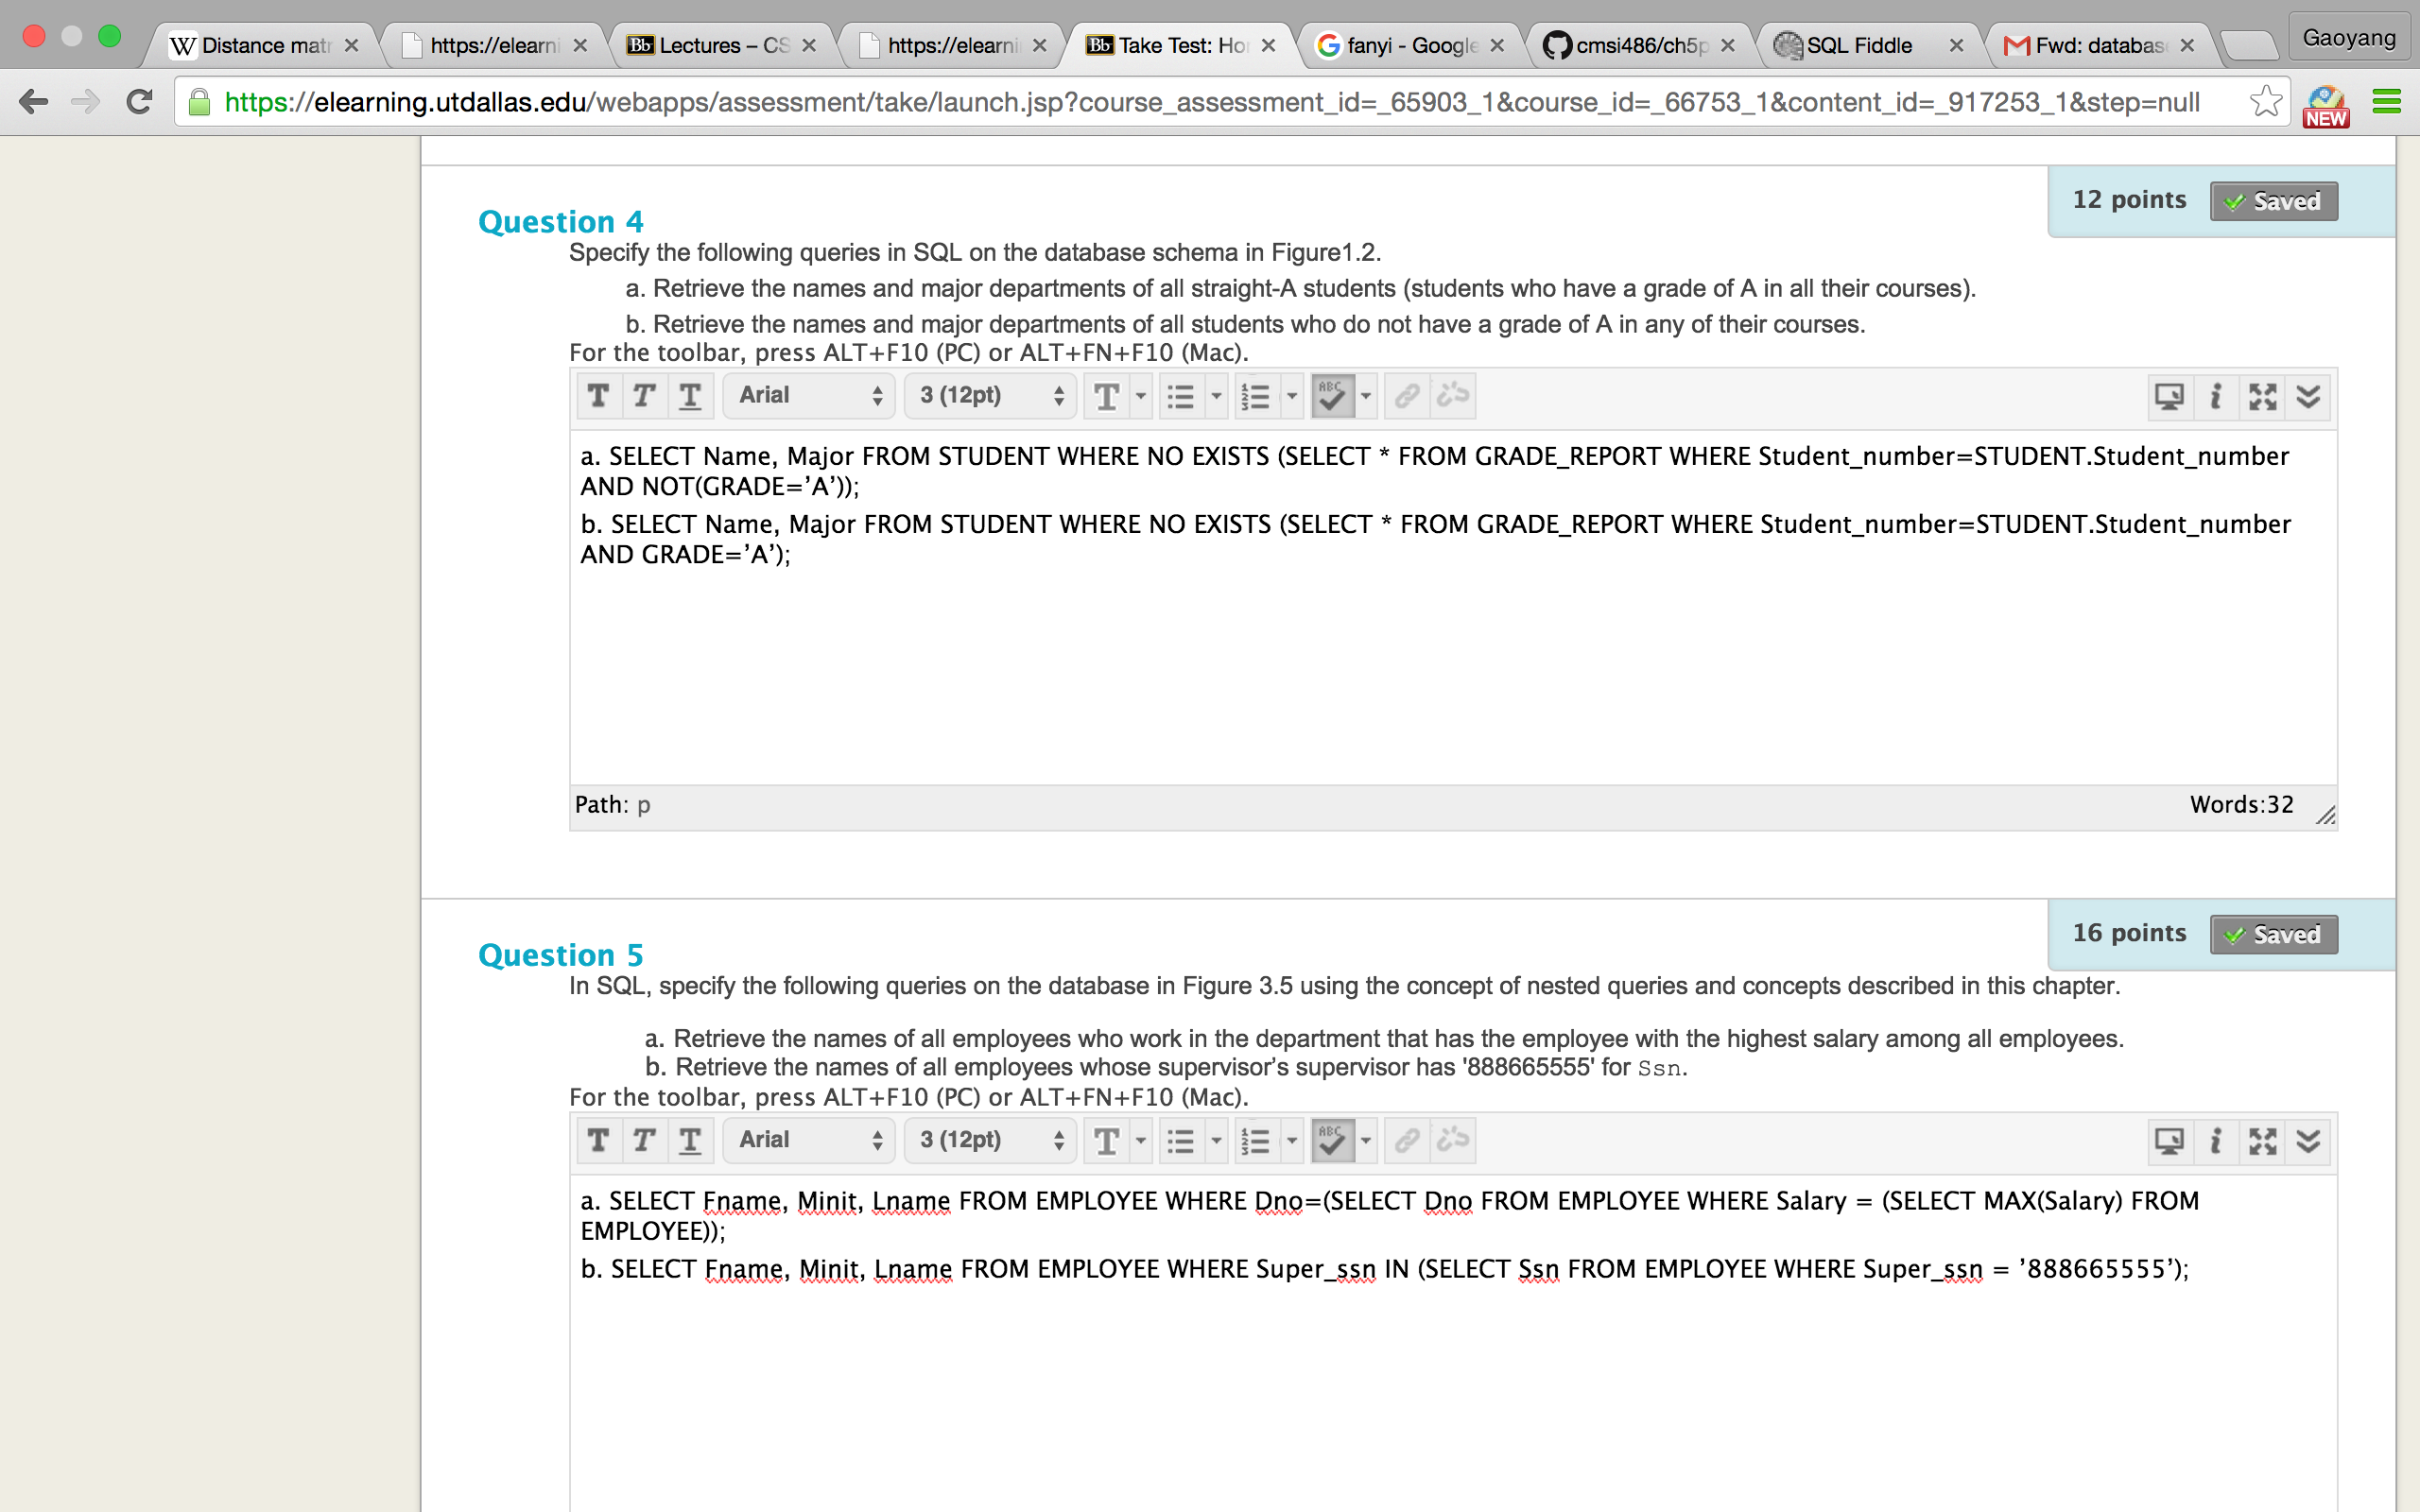 Distance mat
https://elearni
Lectures – CS
https://elearni
Take Test: Ho
fanyi - Google
cmsi486/ch5p
SQL Fiddle
Fwd: databas
Gaoyang
https://elearning.utdallas.edu/webapps/assessment/take/launch.jsp?course_assessment_id=_65903_1&course_id=_66753_1&content_id=_917253_1&step=null
NEW
12 points Saved
Question 4
Specify the following queries in SQL on the database schema in Figure1.2.
a. Retrieve the names and major departments of all straight-A students (students who have a grade of A in all their courses).
b. Retrieve the names and major departments of all students who do not have a grade of A in any of their courses.
For the toolbar, press ALT+F10 (PC) or ALT+FN+F10 (Mac).
T T T Arial 3 (12pt) T ABC i
a. SELECT Name, Major FROM STUDENT WHERE NO EXISTS (SELECT * FROM GRADE_REPORT WHERE Student_number=STUDENT.Student_number
AND NOT(GRADE=’A’));
b. SELECT Name, Major FROM STUDENT WHERE NO EXISTS (SELECT * FROM GRADE_REPORT WHERE Student_number=STUDENT.Student_number
AND GRADE=’A’);
Path: p Words:32
16 points Saved
Question 5
In SQL, specify the following queries on the database in Figure 3.5 using the concept of nested queries and concepts described in this chapter.
a. Retrieve the names of all employees who work in the department that has the employee with the highest salary among all employees.
b. Retrieve the names of all employees whose supervisor’s supervisor has '888665555' for Ssn.
For the toolbar, press ALT+F10 (PC) or ALT+FN+F10 (Mac).
T T T Arial 3 (12pt) T ABC i
a. SELECT Fname, Minit, Lname FROM EMPLOYEE WHERE Dno=(SELECT Dno FROM EMPLOYEE WHERE Salary = (SELECT MAX(Salary) FROM
EMPLOYEE));
b. SELECT Fname, Minit, Lname FROM EMPLOYEE WHERE Super_ssn IN (SELECT Ssn FROM EMPLOYEE WHERE Super_ssn = ’888665555’);